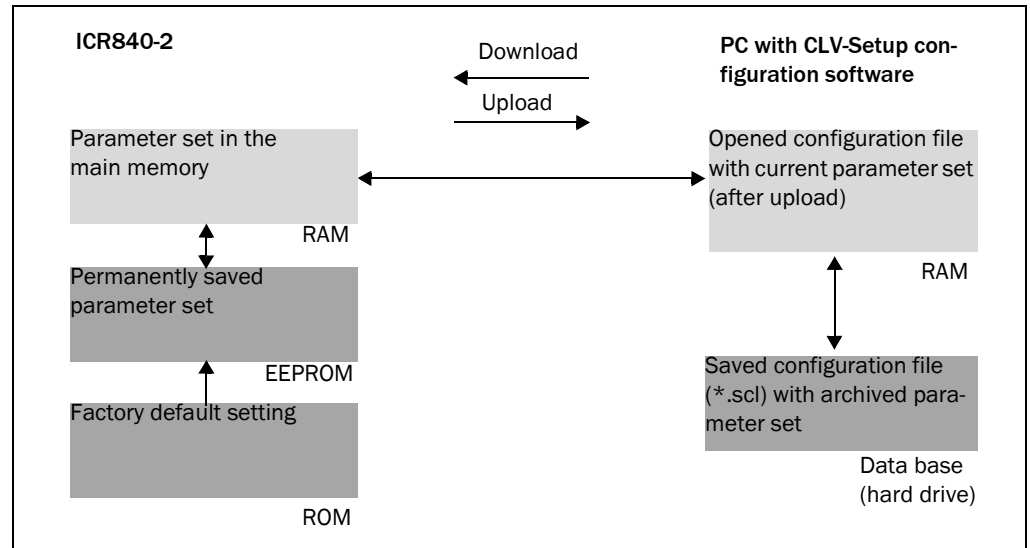 ICR840-2
Download
Upload
PC with CLV-Setup con-
figuration software
Parameter set in the
main memory
RAM
Permanently saved
parameter set
EEPROM
Factory default setting
ROM
Opened configuration file
with current parameter set
(after upload)
RAM
Saved configuration file
(*.scl) with archived para-
meter set
Data base
(hard drive)